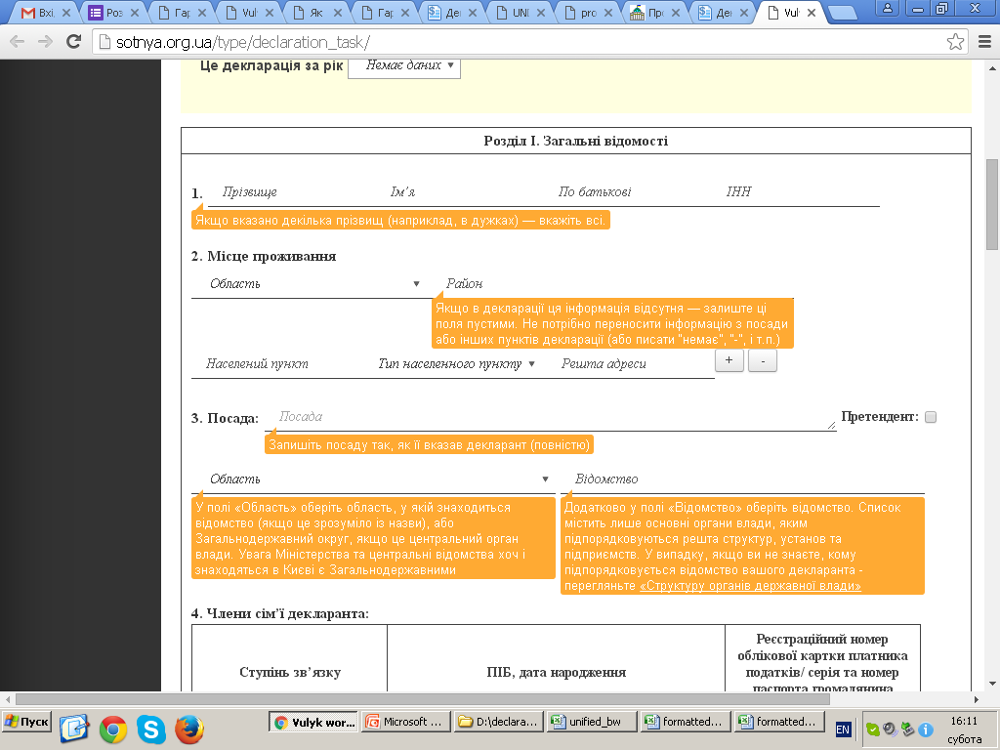 Вхі
Роз
Гар
Vulyk
Як
Гар
Дек
UNI
pro
Про
Дек
Vuly
sotnya.org.ua/type/declaration_task/
Це декларація за рік Немає даних
Розділ І. Загальні відомості
1. Прізвище Ім'я По батькові ІНН
Якщо вказано декілька прізвищ (наприклад, в дужках) — вкажіть всі.
2. Місце проживання
Область Район
Якщо в декларації ця інформація відсутня — залиште ці
поля пустими. Не потрібно переносити інформацію з посади
або інших пунктів декларації (або писати "немає", "-", і т.п.)
Населений пункт Тип населенного пункту Решта адреси + -
3. Посада: Посада Претендент:
Запишіть посаду так, як її вказав декларант (повністю)
Область Відомство
У полі «Область» оберіть область, у якій знаходиться
відомство (якщо це зрозуміло із назви), або
Загальнодержавний округ, якщо це центральний орган
влади. Увага Міністерства та центральні відомства хоч і
знаходяться в Києві є Загальнодержавними
Додатково у полі «Відомство» оберіть відомство. Список
містить лише основні органи влади, яким
підпорядковуються решта структур, установ та
підприємств. У випадку, якщо ви не знаєте, кому
підпорядковується відомство вашого декларанта -
перегляньте «Структуру органів державної влади»
4. Члени сім'ї декларанта:
Ступінь зв'язку
ПІБ, дата народження
Реєстраційний номер
облікової картки платника
податків/ серія та номер
паспорта громадянина
Пуск
Vulyk wor...
Microsoft ...
D:\declara...
unified_bw
formatted...
formatted...
EN
16:11
субота